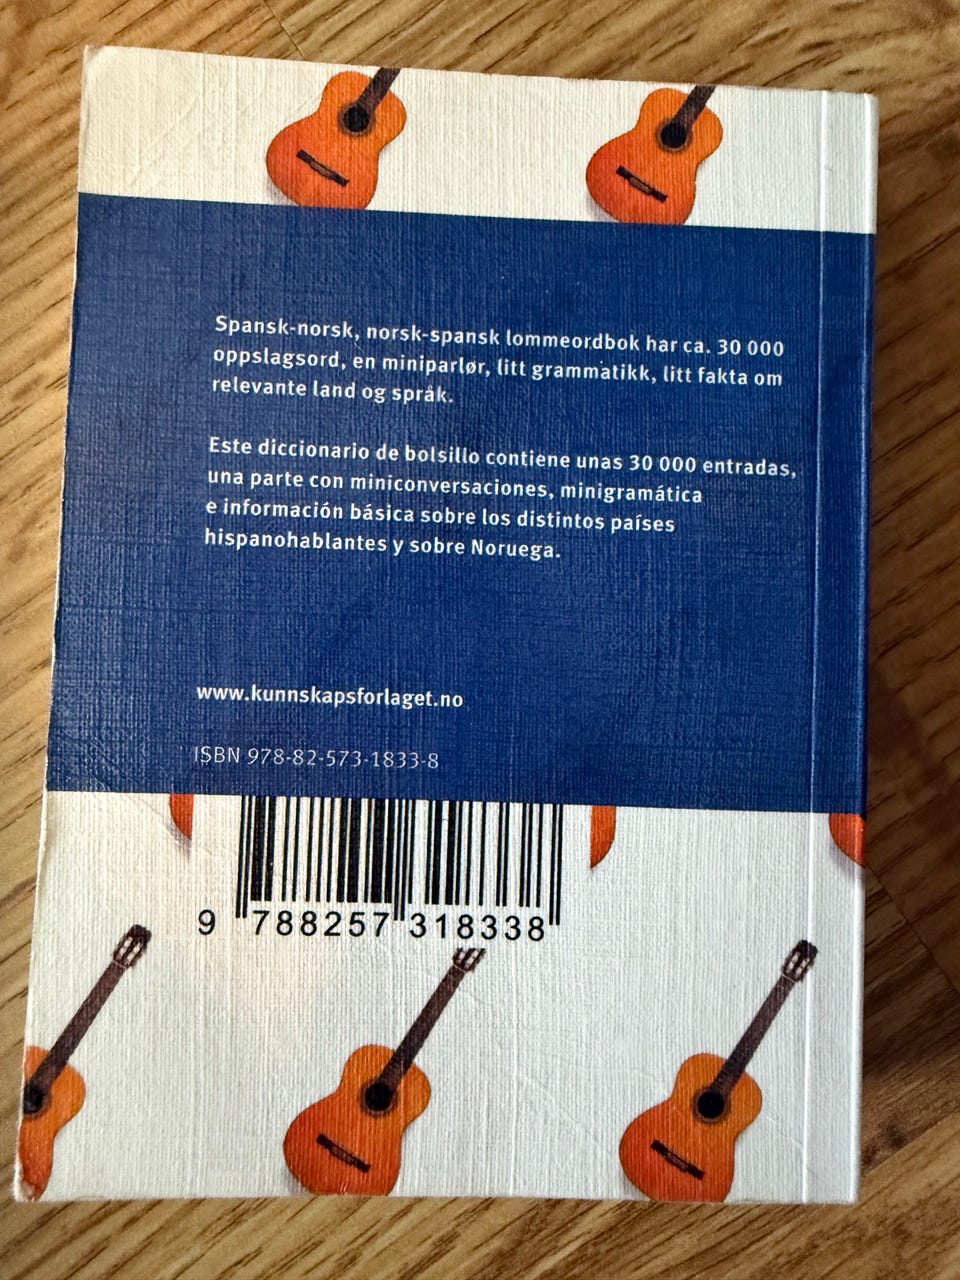 Spansk-norsk, norsk-spansk lommeordbok har ca. 30 000
oppslagsord, en miniparlør, litt grammatikk, litt fakta om
relevante land og språk.
Este diccionario de bolsillo contiene unas 30 000 entradas,
una parte con miniconversaciones, minigramática
e información básica sobre los distintos países
hispanohablantes y sobre Noruega.
www.kunnskapsforlaget.no
ISBN 978-82-573-1833-8
9 788257 318338